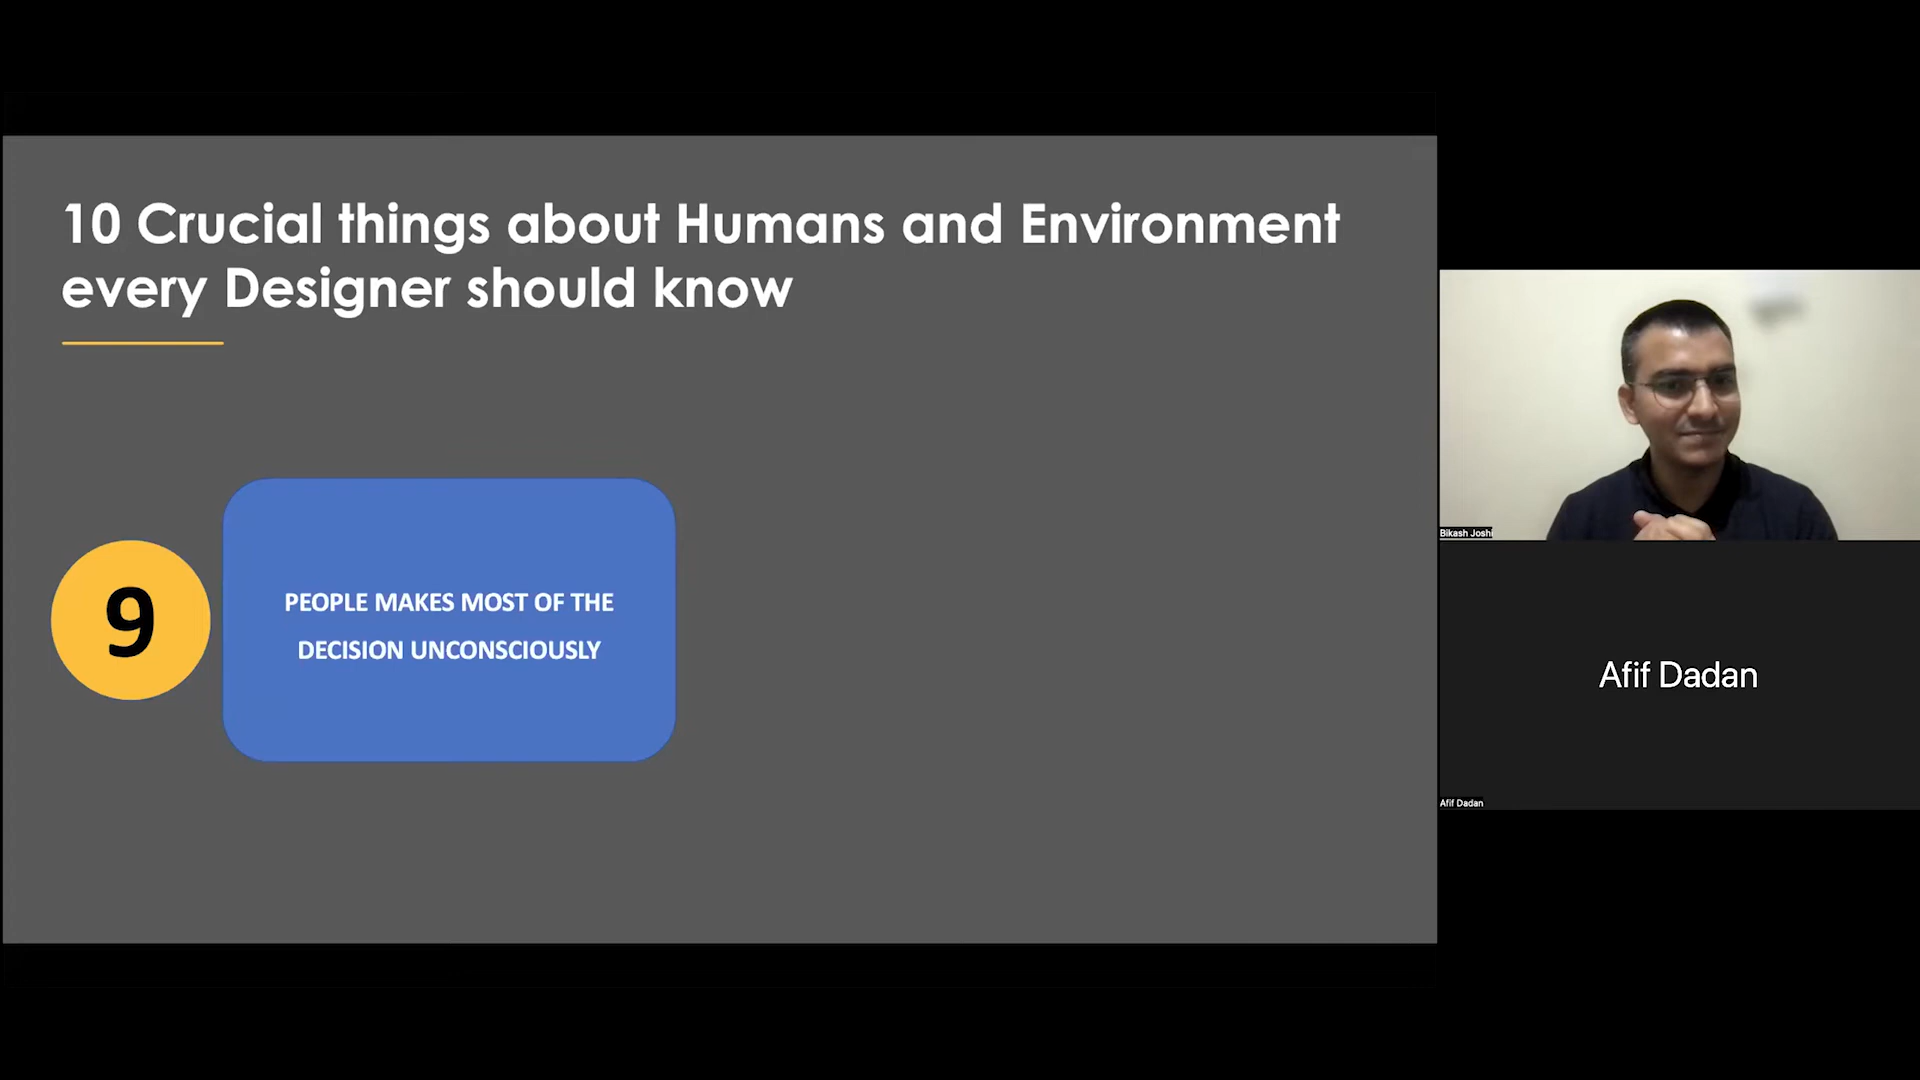 10 Crucial things about Humans and Environment
every Designer should know
9
PEOPLE MAKES MOST OF THE
DECISION UNCONSCIOUSLY
Bikash Joshi
Afif Dadan
Afif Dadan